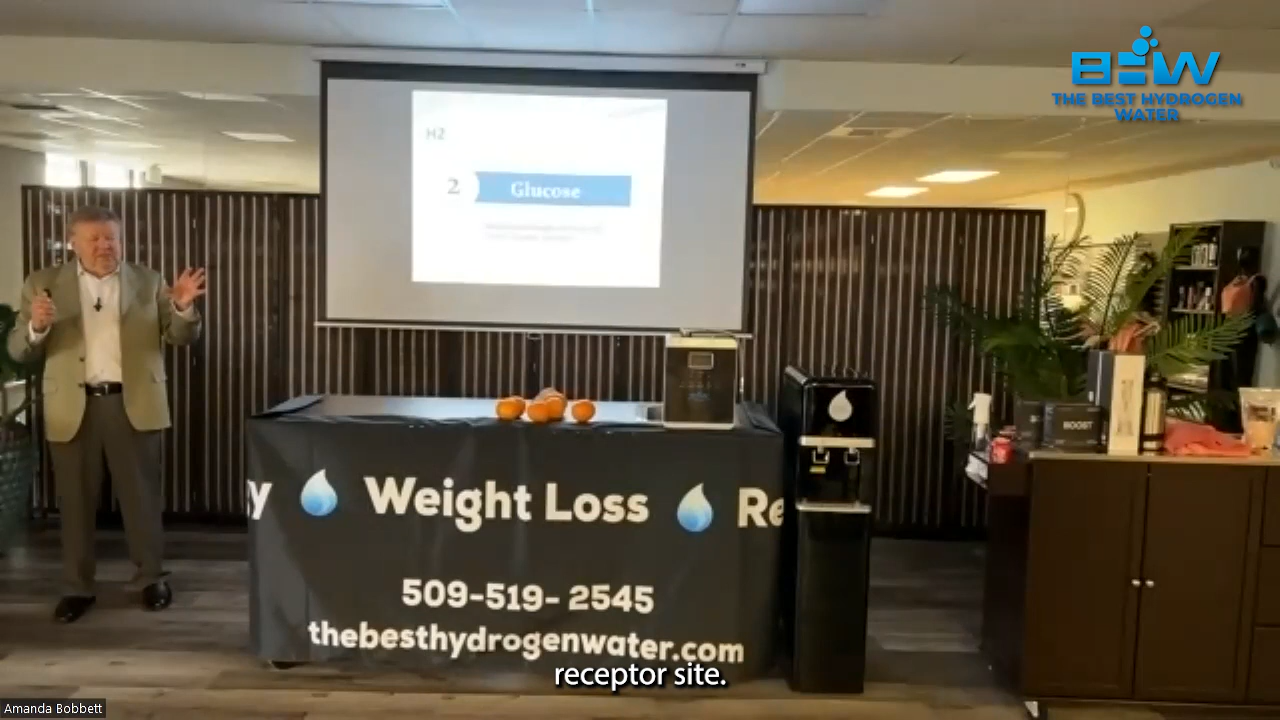 BHW
THE BEST HYDROGEN
WATER
H2
2
Glucose
y Weight Loss Re
509-519- 2545
thebesthydrogenwater.com
BOOST
receptor site.
Amanda Bobbett